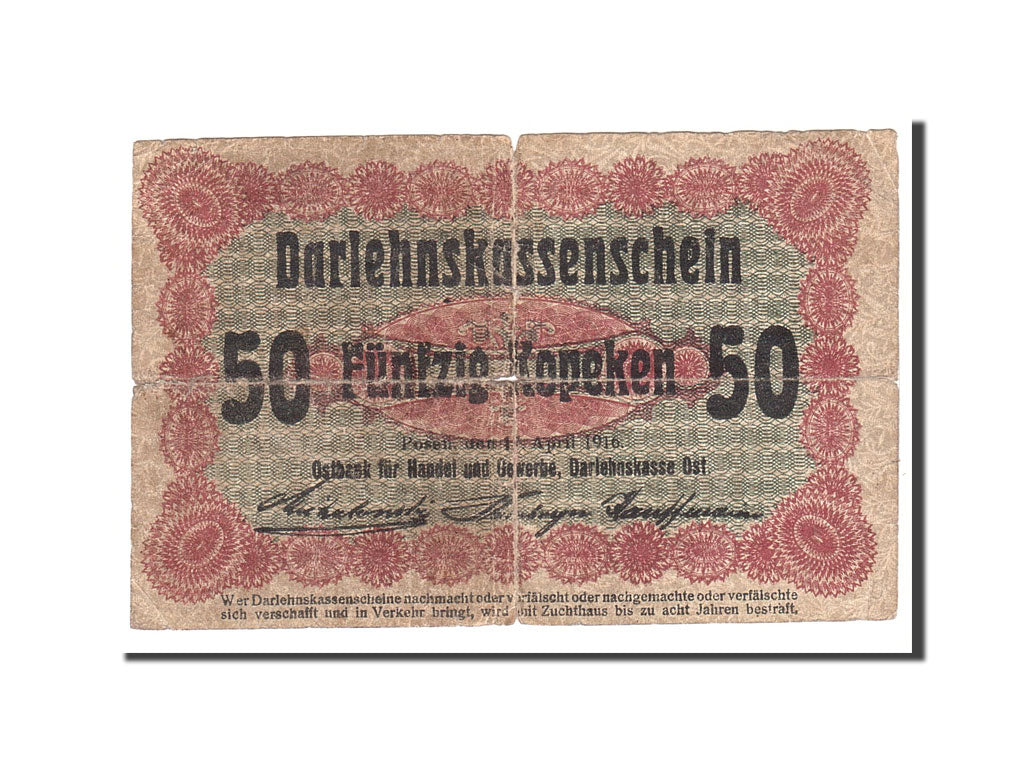 Darlehnskassenschein
50 Fünfzig Kopeken 50
Posen, den 17. April 1916.
Ostbank für Handel und Gewerbe, Darlehnskasse Ost.
Wer Darlehnskassenscheine nachmacht oder verfälscht oder nachgemachte oder verfälschte
sich verschafft und in Verkehr bringt, wird mit Zuchthaus bis zu acht Jahren bestraft.